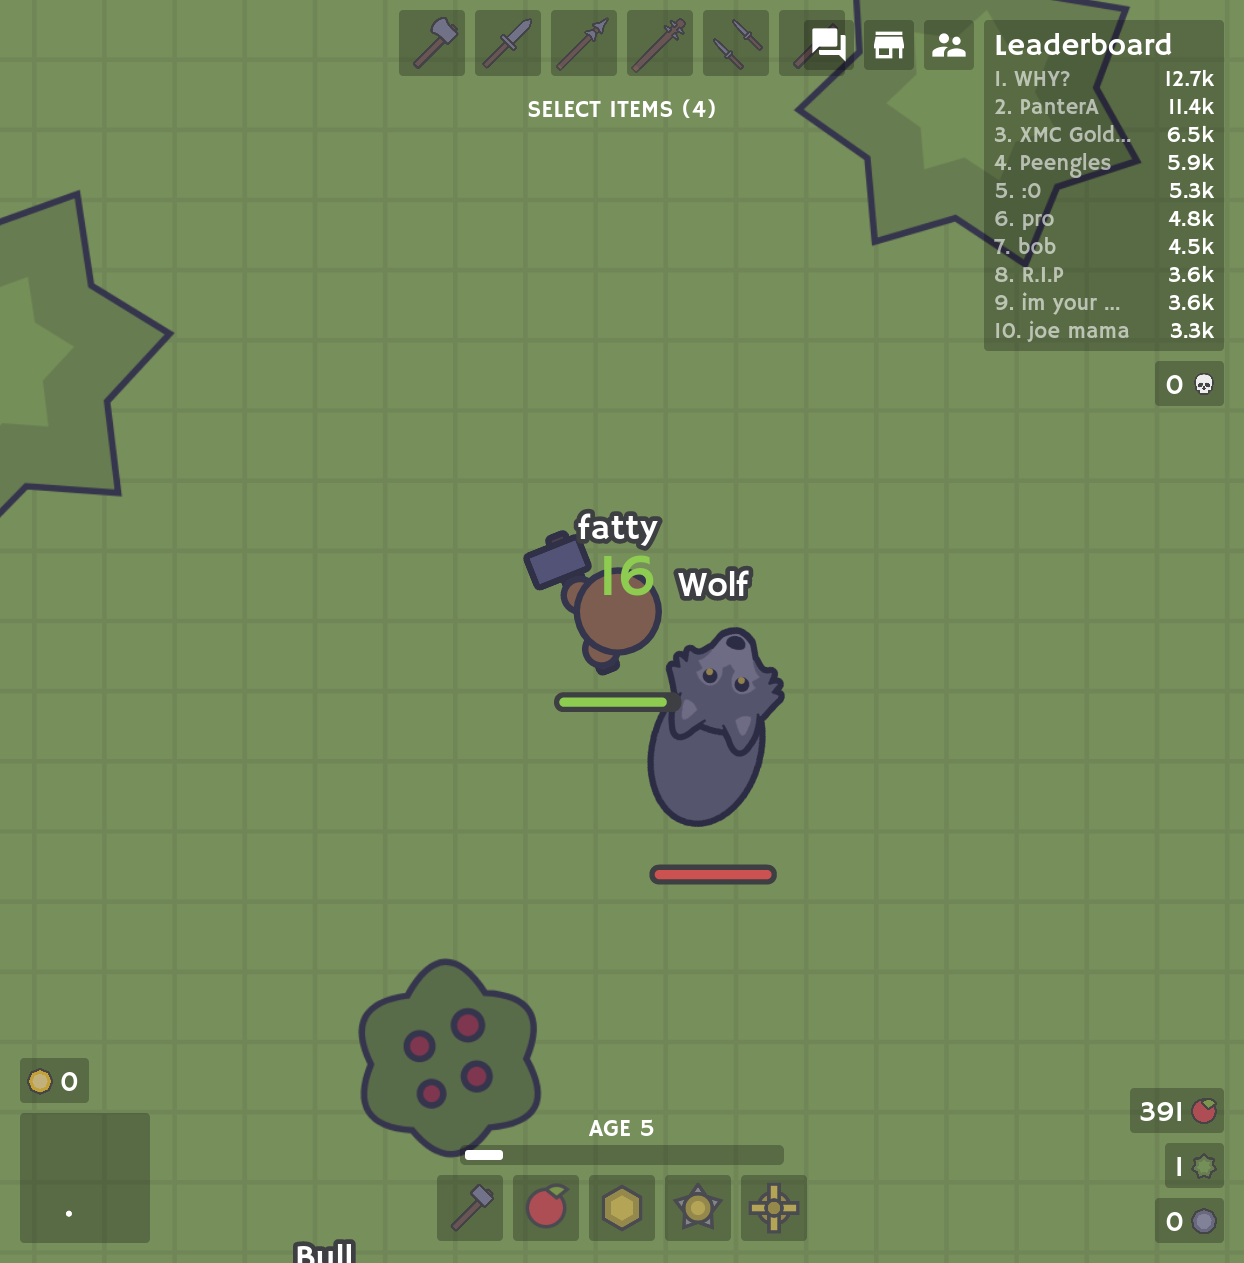 SELECT ITEMS (4)
Leaderboard
1. WHY? 12.7k
2. PanterA 11.4k
3. XMC Gold... 6.5k
4. Peengles 5.9k
5. :O 5.3k
6. pro 4.8k
7. bob 4.5k
8. R.I.P 3.6k
9. im your ... 3.6k
10. joe mama 3.3k
0
fatty
16
Wolf
0
AGE 5
391
1
0
Bull